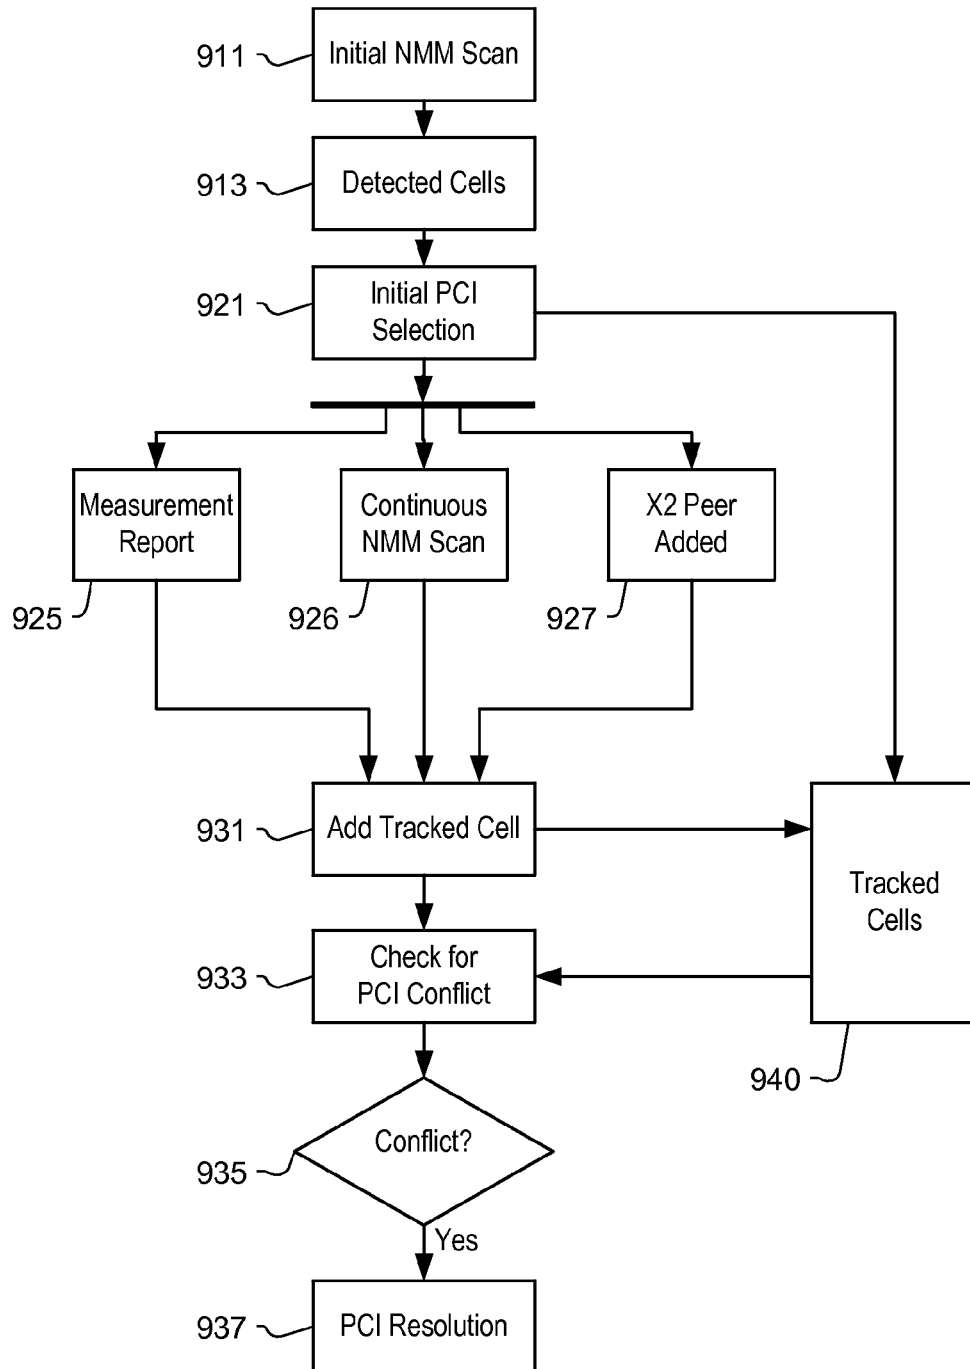 911
Initial NMM Scan
913
Detected Cells
921
Initial PCI
Selection
Measurement
Report
925
Continuous
NMM Scan
926
X2 Peer
Added
927
931
Add Tracked Cell
Tracked
Cells
940
933
Check for
PCI Conflict
935
Conflict?
Yes
937
PCI Resolution